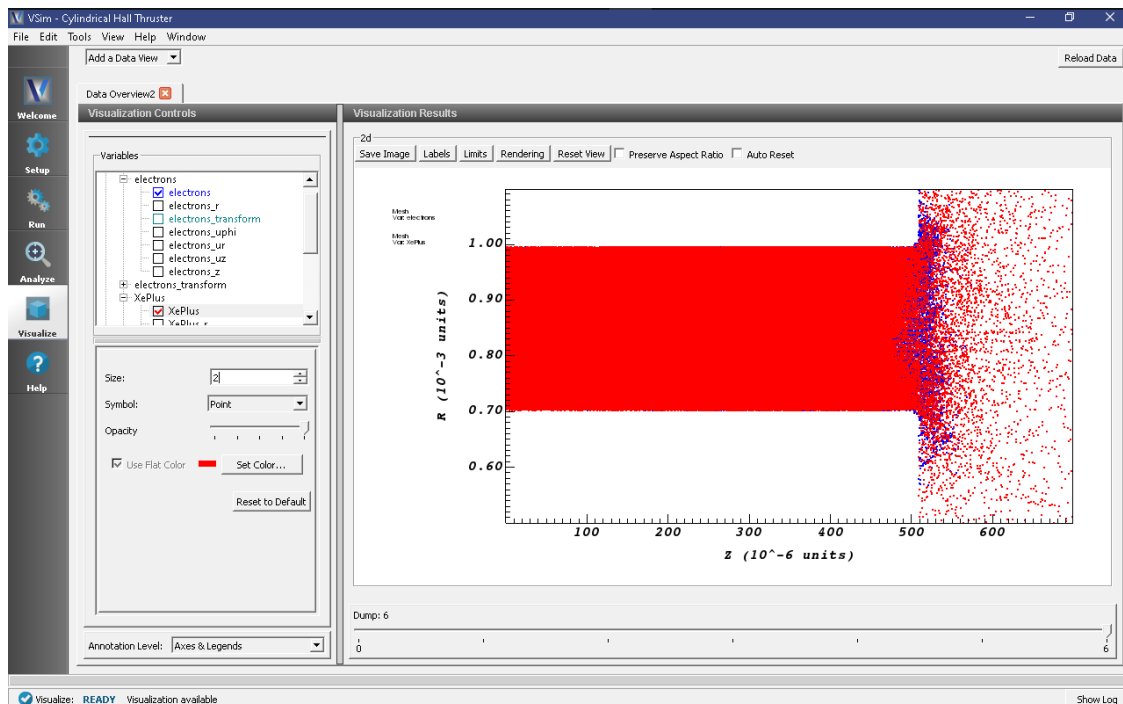 VSim - Cylindrical Hall Thruster
File Edit Tools View Help Window
Add a Data View
Reload Data
Data Overview2
Welcome
Setup
Run
Analyze
Visualize
Help
Visualization Controls
Variables
electrons
electrons
electrons_r
electrons_transform
electrons_uphi
electrons_ur
electrons_uz
electrons_z
electrons_transform
XePlus
XePlus
XePlus_r
Size: 2
Symbol: Point
Opacity
Use Flat Color Set Color...
Reset to Default
Annotation Level: Axes & Legends
Visualization Results
2d
Save Image Labels Limits Rendering Reset View Preserve Aspect Ratio Auto Reset
Mesh
Var: electrons
Mesh
Var: XePlus
1.00
0.90
0.80
0.70
0.60
R (10^-3 units)
100 200 300 400 500 600
Z (10^-6 units)
Dump: 6
0 6
Visualize: READY Visualization available
Show Log